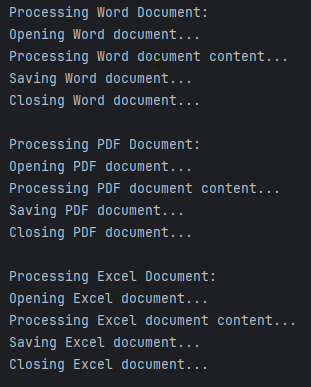 Processing Word Document:
Opening Word document...
Processing Word document content...
Saving Word document...
Closing Word document...

Processing PDF Document:
Opening PDF document...
Processing PDF document content...
Saving PDF document...
Closing PDF document...

Processing Excel Document:
Opening Excel document...
Processing Excel document content...
Saving Excel document...
Closing Excel document...